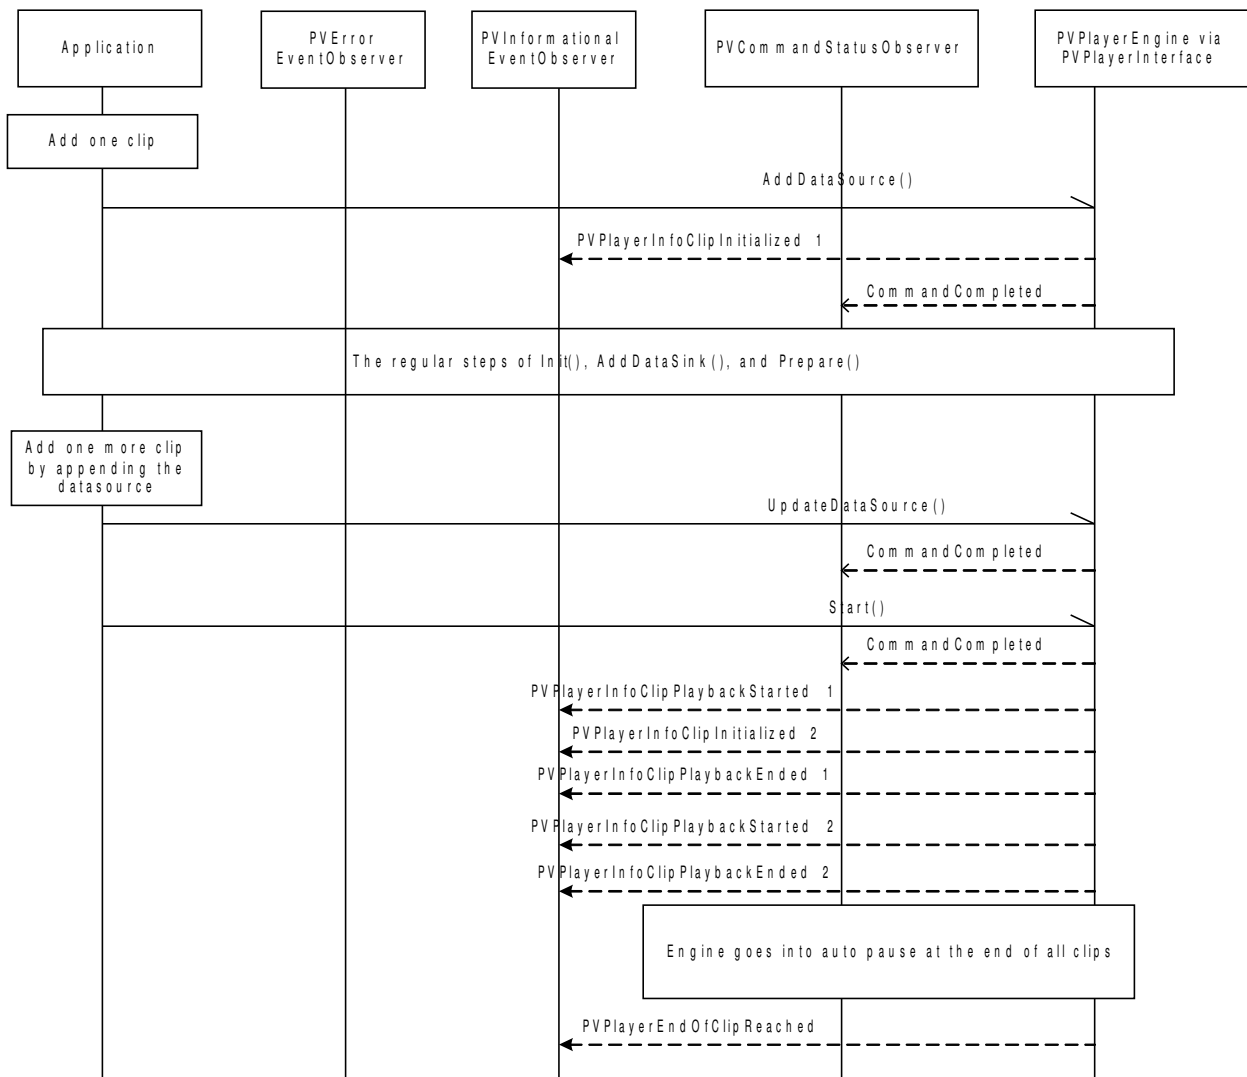 Application
PVError
EventObserver
PVInformational
EventObserver
PVCommandStatusObserver
PVPlayerEngine via
PVPlayerInterface
Add one clip
AddDataSource()
PVPlayerInfoClipInitialized 1
CommandCompleted
The regular steps of Init(), AddDataSink(), and Prepare()
Add one more clip
by appending the
datasource
UpdateDataSource()
CommandCompleted
Start()
CommandCompleted
PVPlayerInfoClipPlaybackStarted 1
PVPlayerInfoClipInitialized 2
PVPlayerInfoClipPlaybackEnded 1
PVPlayerInfoClipPlaybackStarted 2
PVPlayerInfoClipPlaybackEnded 2
Engine goes into auto pause at the end of all clips
PVPlayerEndOfClipReached